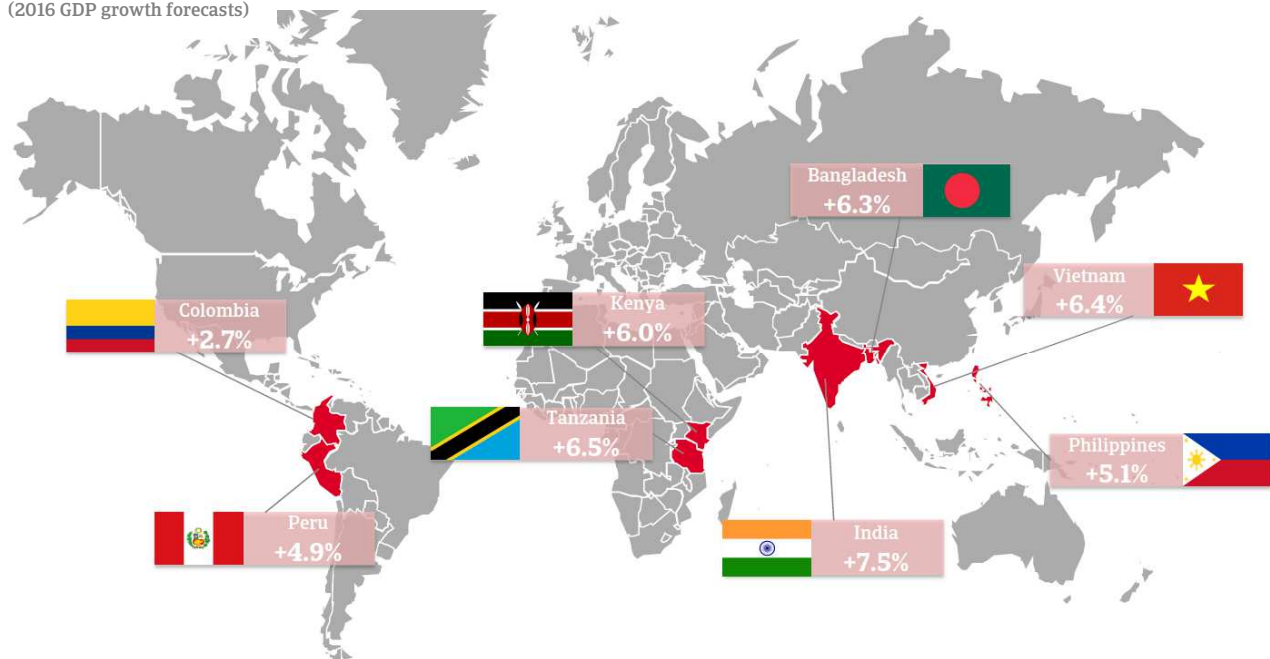 (2016 GDP growth forecasts)
Bangladesh
+6.3%
Vietnam
+6.4%
Colombia
+2.7%
Kenya
+6.0%
Tanzania
+6.5%
Philippines
+5.1%
Peru
+4.9%
India
+7.5%